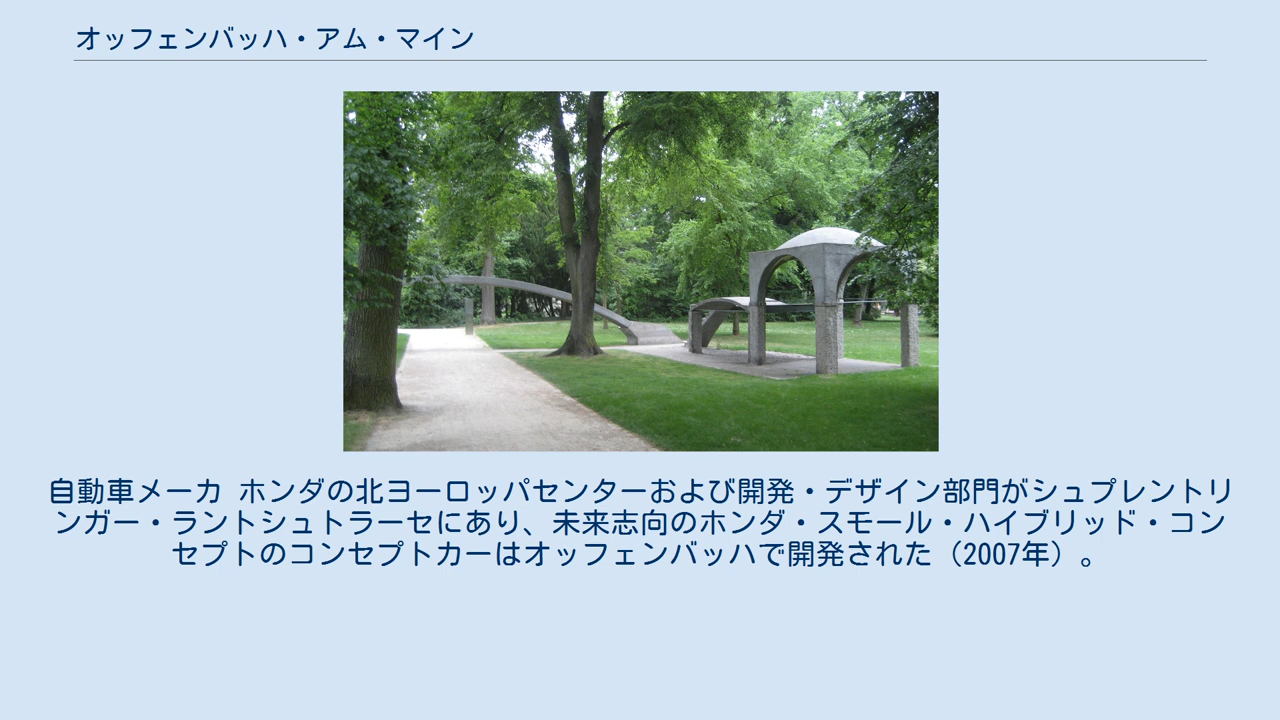 オッフェンバッハ・アム・マイン
自動車メーカ ホンダの北ヨーロッパセンターおよび開発・デザイン部門がシュプレントリ
ンガー・ラントシュトラーセにあり、未来志向のホンダ・スモール・ハイブリッド・コン
セプトのコンセプトカーはオッフェンバッハで開発された（2007年）。